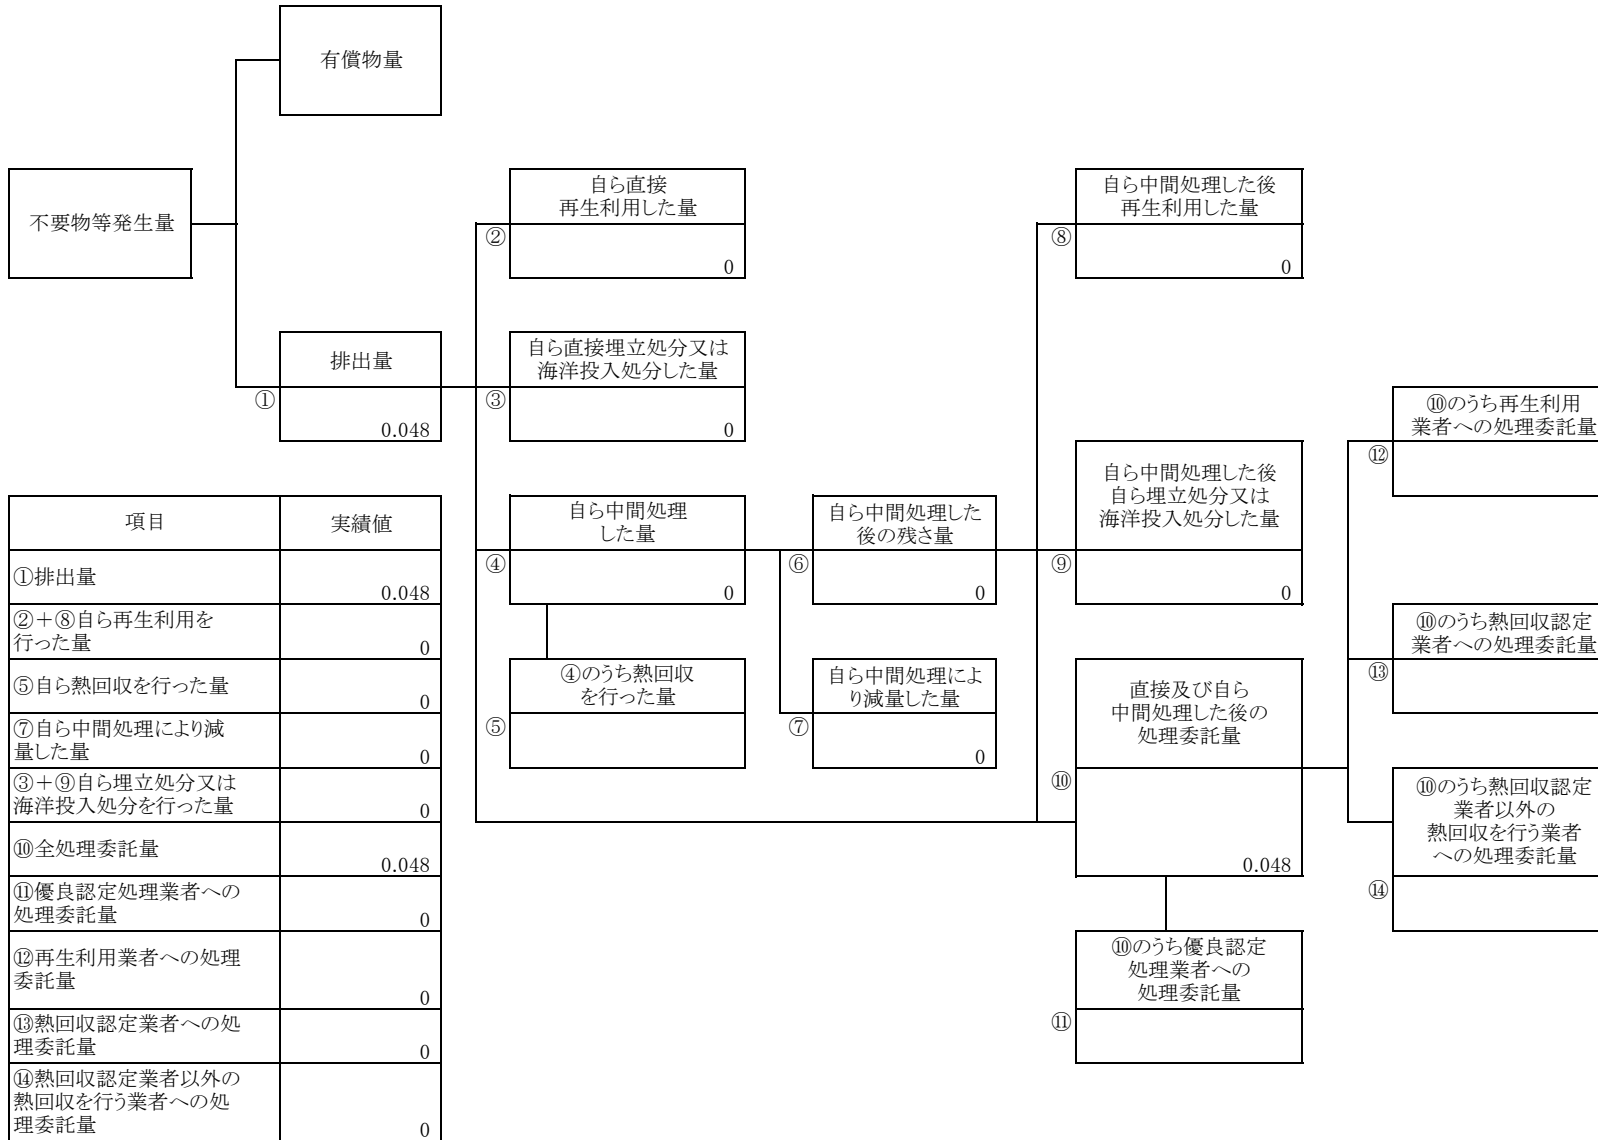 有償物量
不要物等発生量
排出量
①
0.048
自ら直接
再生利用した量
②
0
自ら直接埋立処分又は
海洋投入処分した量
③
0
自ら中間処理
した量
④
0
④のうち熱回収
を行った量
⑤
自ら中間処理した
後の残さ量
⑥
0
自ら中間処理によ
り減量した量
⑦
0
自ら中間処理した後
再生利用した量
⑧
0
自ら中間処理した後
自ら埋立処分又は
海洋投入処分した量
⑨
0
直接及び自ら
中間処理した後の
処理委託量
⑩
0.048
⑩のうち優良認定
処理業者への
処理委託量
⑪
⑩のうち再生利用
業者への処理委託量
⑫
⑩のうち熱回収認定
業者への処理委託量
⑬
⑩のうち熱回収認定
業者以外の
熱回収を行う業者
への処理委託量
⑭
項目 実績値
①排出量 0.048
②+⑧自ら再生利用を
行った量 0
⑤自ら熱回収を行った量 0
⑦自ら中間処理により減
量した量 0
③+⑨自ら埋立処分又は
海洋投入処分を行った量 0
⑩全処理委託量 0.048
⑪優良認定処理業者への
処理委託量 0
⑫再生利用業者への処理
委託量 0
⑬熱回収認定業者への処
理委託量 0
⑭熱回収認定業者以外の
熱回収を行う業者への処
理委託量 0